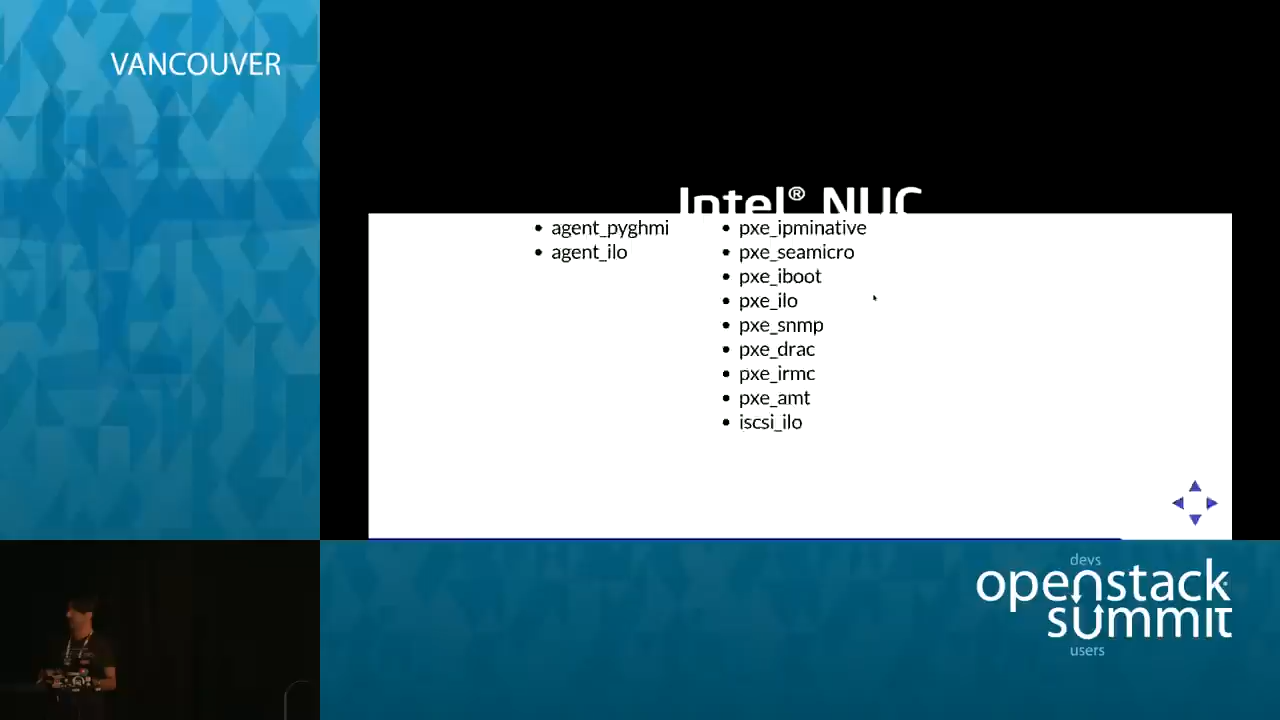 VANCOUVER
Intel® NUC
• agent_pyghmi
• agent_ilo
• pxe_ipminative
• pxe_seamicro
• pxe_iboot
• pxe_ilo
• pxe_snmp
• pxe_drac
• pxe_irmc
• pxe_amt
• iscsi_ilo
devs
openstack
summit
users